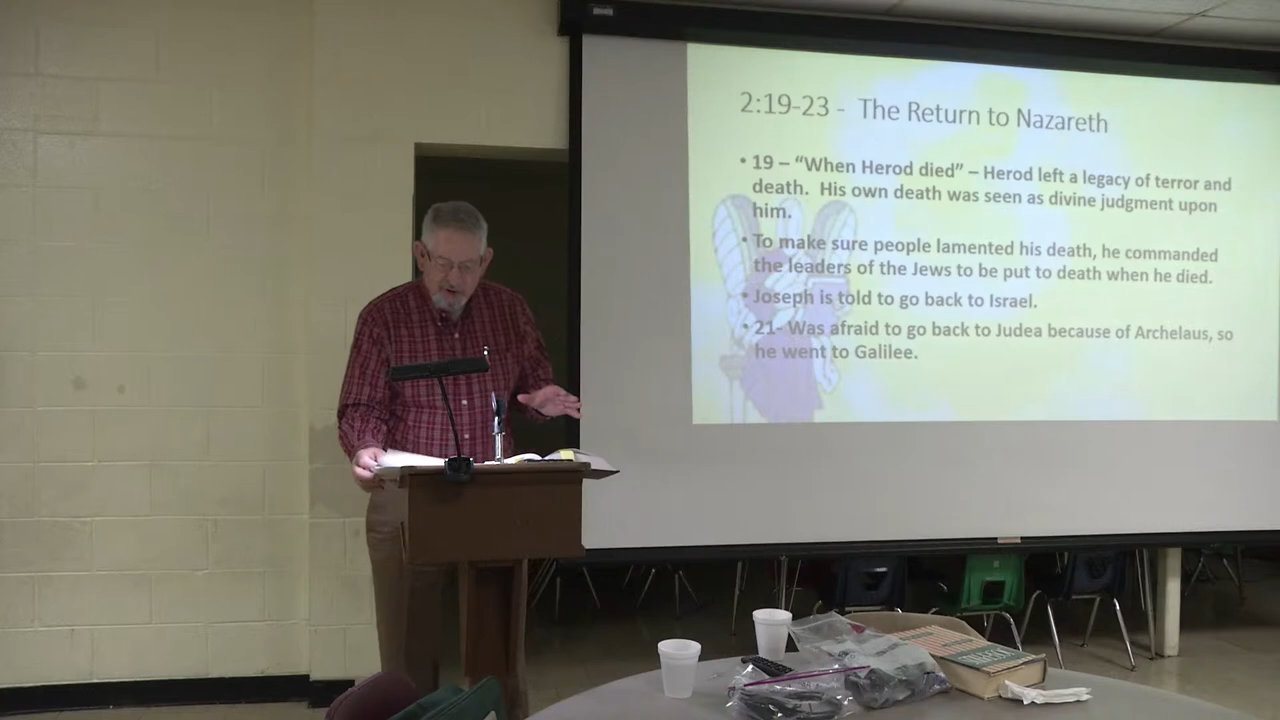 2:19-23 - The Return to Nazareth
• 19 – “When Herod died” – Herod left a legacy of terror and
death. His own death was seen as divine judgment upon
him.
• To make sure people lamented his death, he commanded
the leaders of the Jews to be put to death when he died.
• Joseph is told to go back to Israel.
• 21- Was afraid to go back to Judea because of Archelaus, so
he went to Galilee.